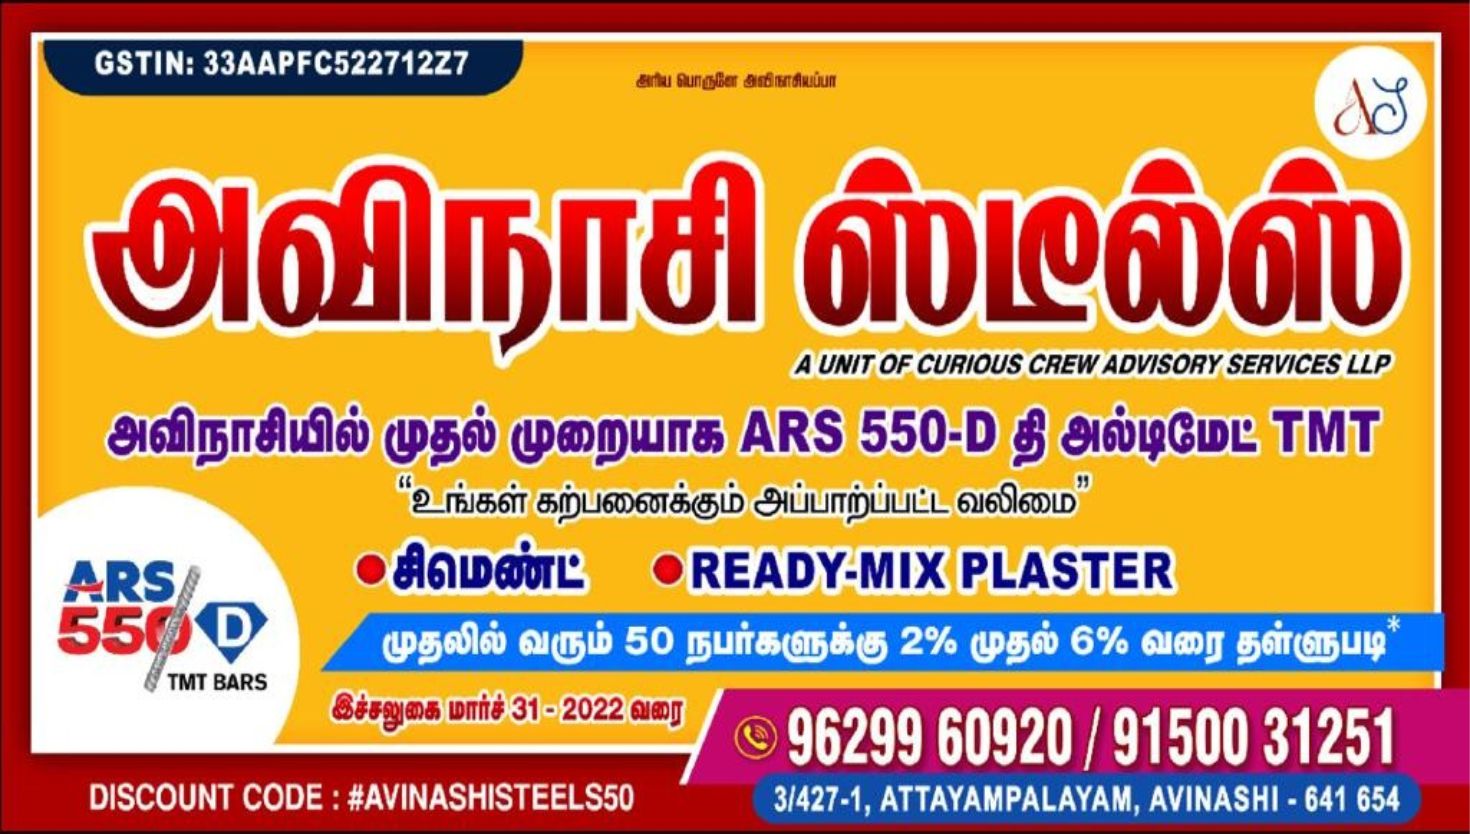 GSTIN: 33AAPFC522712Z7
அரிய பொருளே அவிநாசியப்பா
AS
அவிநாசி ஸ்டீல்ஸ்
A UNIT OF CURIOUS CREW ADVISORY SERVICES LLP
அவிநாசியில் முதல் முறையாக ARS 550-D தி அல்டிமேட் TMT
“உங்கள் கற்பனைக்கும் அப்பாற்ப்பட்ட வலிமை”
சிமெண்ட்
READY-MIX PLASTER
ARS
550 D
TMT BARS
முதலில் வரும் 50 நபர்களுக்கு 2% முதல் 6% வரை தள்ளுபடி*
இச்சலுகை மார்ச் 31 - 2022 வரை
96299 60920 / 91500 31251
DISCOUNT CODE : #AVINASHISTEELS50
3/427-1, ATTAYAMPALAYAM, AVINASHI - 641 654